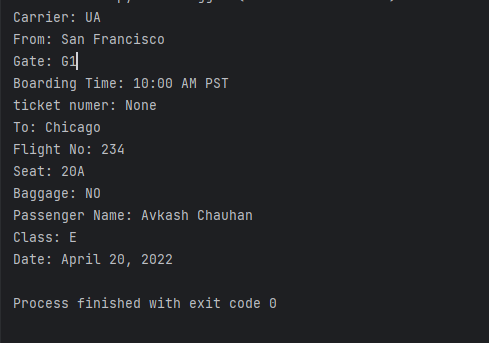 Carrier: UA
From: San Francisco
Gate: G1
Boarding Time: 10:00 AM PST
ticket numer: None
To: Chicago
Flight No: 234
Seat: 20A
Baggage: NO
Passenger Name: Avkash Chauhan
Class: E
Date: April 20, 2022
Process finished with exit code 0